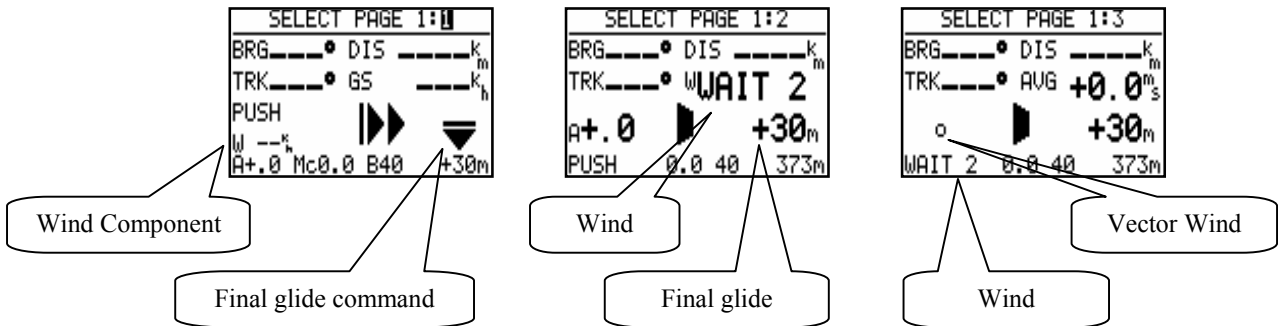 SELECT PAGE 1:1
BRG___° DIS ____km
TRK___° GS ___kh
PUSH
W --kh
A+.0 Mc0.0 B40 +30m
SELECT PAGE 1:2
BRG___° DIS ____km
TRK___° WWAIT 2
A+.0 +30m
PUSH 0.0 40 373m
SELECT PAGE 1:3
BRG___° DIS ____km
TRK___° AVG +0.0ms
+30m
WAIT 2 0.0 40 373m
Wind Component
Wind
Vector Wind
Final glide command
Final glide
Wind